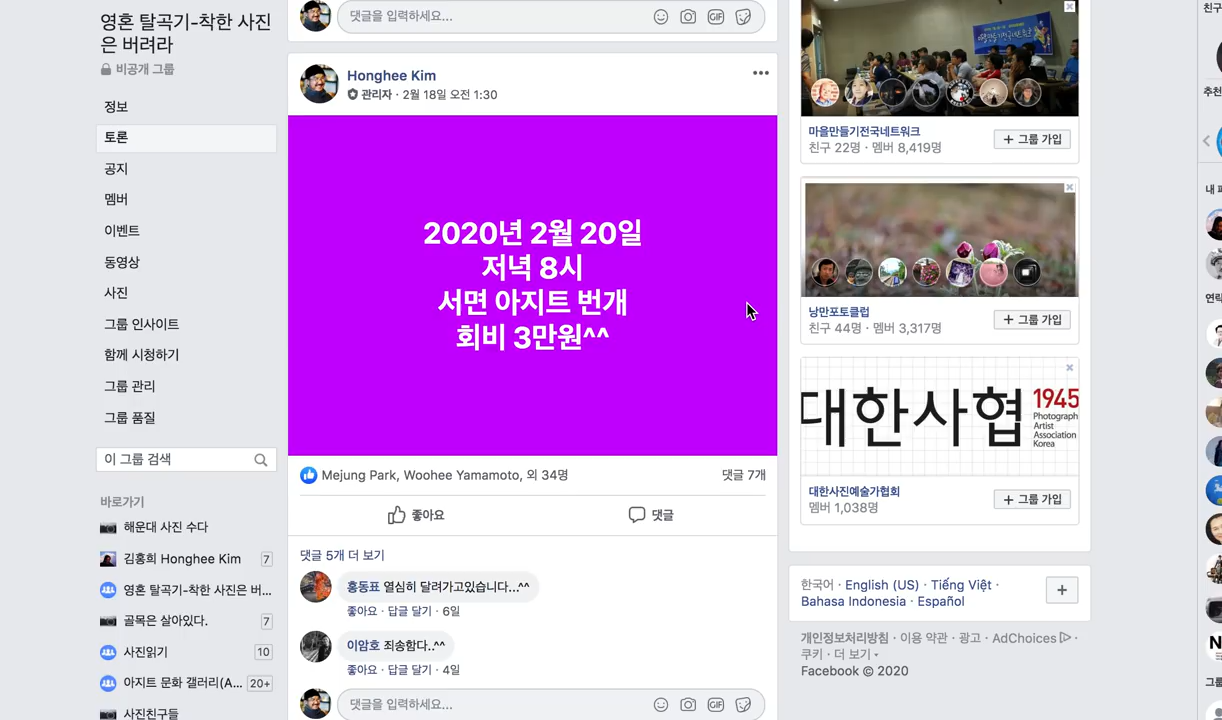 영혼 탈곡기-착한 사진
은 버려라
비공개 그룹
정보
토론
공지
멤버
이벤트
동영상
사진
그룹 인사이트
함께 시청하기
그룹 관리
그룹 품질
이 그룹 검색
바로가기
해운대 사진 수다
김홍희 Honghee Kim 7
영혼 탈곡기-착한 사진은 버...
골목은 살아있다. 7
사진읽기 10
아지트 문화 갤러리(A... 20+
사진친구들
댓글을 입력하세요...
GIF
Honghee Kim
관리자 · 2월 18일 오전 1:30
2020년 2월 20일
저녁 8시
서면 아지트 번개
회비 3만원^^
Mejung Park, Woohee Yamamoto, 외 34명
댓글 7개
좋아요
댓글
댓글 5개 더 보기
홍동표 열심히 달려가고있습니다...^^
좋아요 · 답글 달기 · 6일
이암호 죄송함다..^^
좋아요 · 답글 달기 · 4일
댓글을 입력하세요...
GIF
마을만들기전국네트워크
친구 22명 · 멤버 8,419명
+ 그룹 가입
낭만포토클럽
친구 44명 · 멤버 3,317명
+ 그룹 가입
대한사협
1945
Photograph
Artist
Association
Korea
대한사진예술가협회
멤버 1,038명
+ 그룹 가입
한국어 · English (US) · Tiếng Việt ·
Bahasa Indonesia · Español
개인정보처리방침 · 이용 약관 · 광고 · AdChoices ·
쿠키 · 더 보기
Facebook © 2020
친구
추천
내 페
연락
그룹